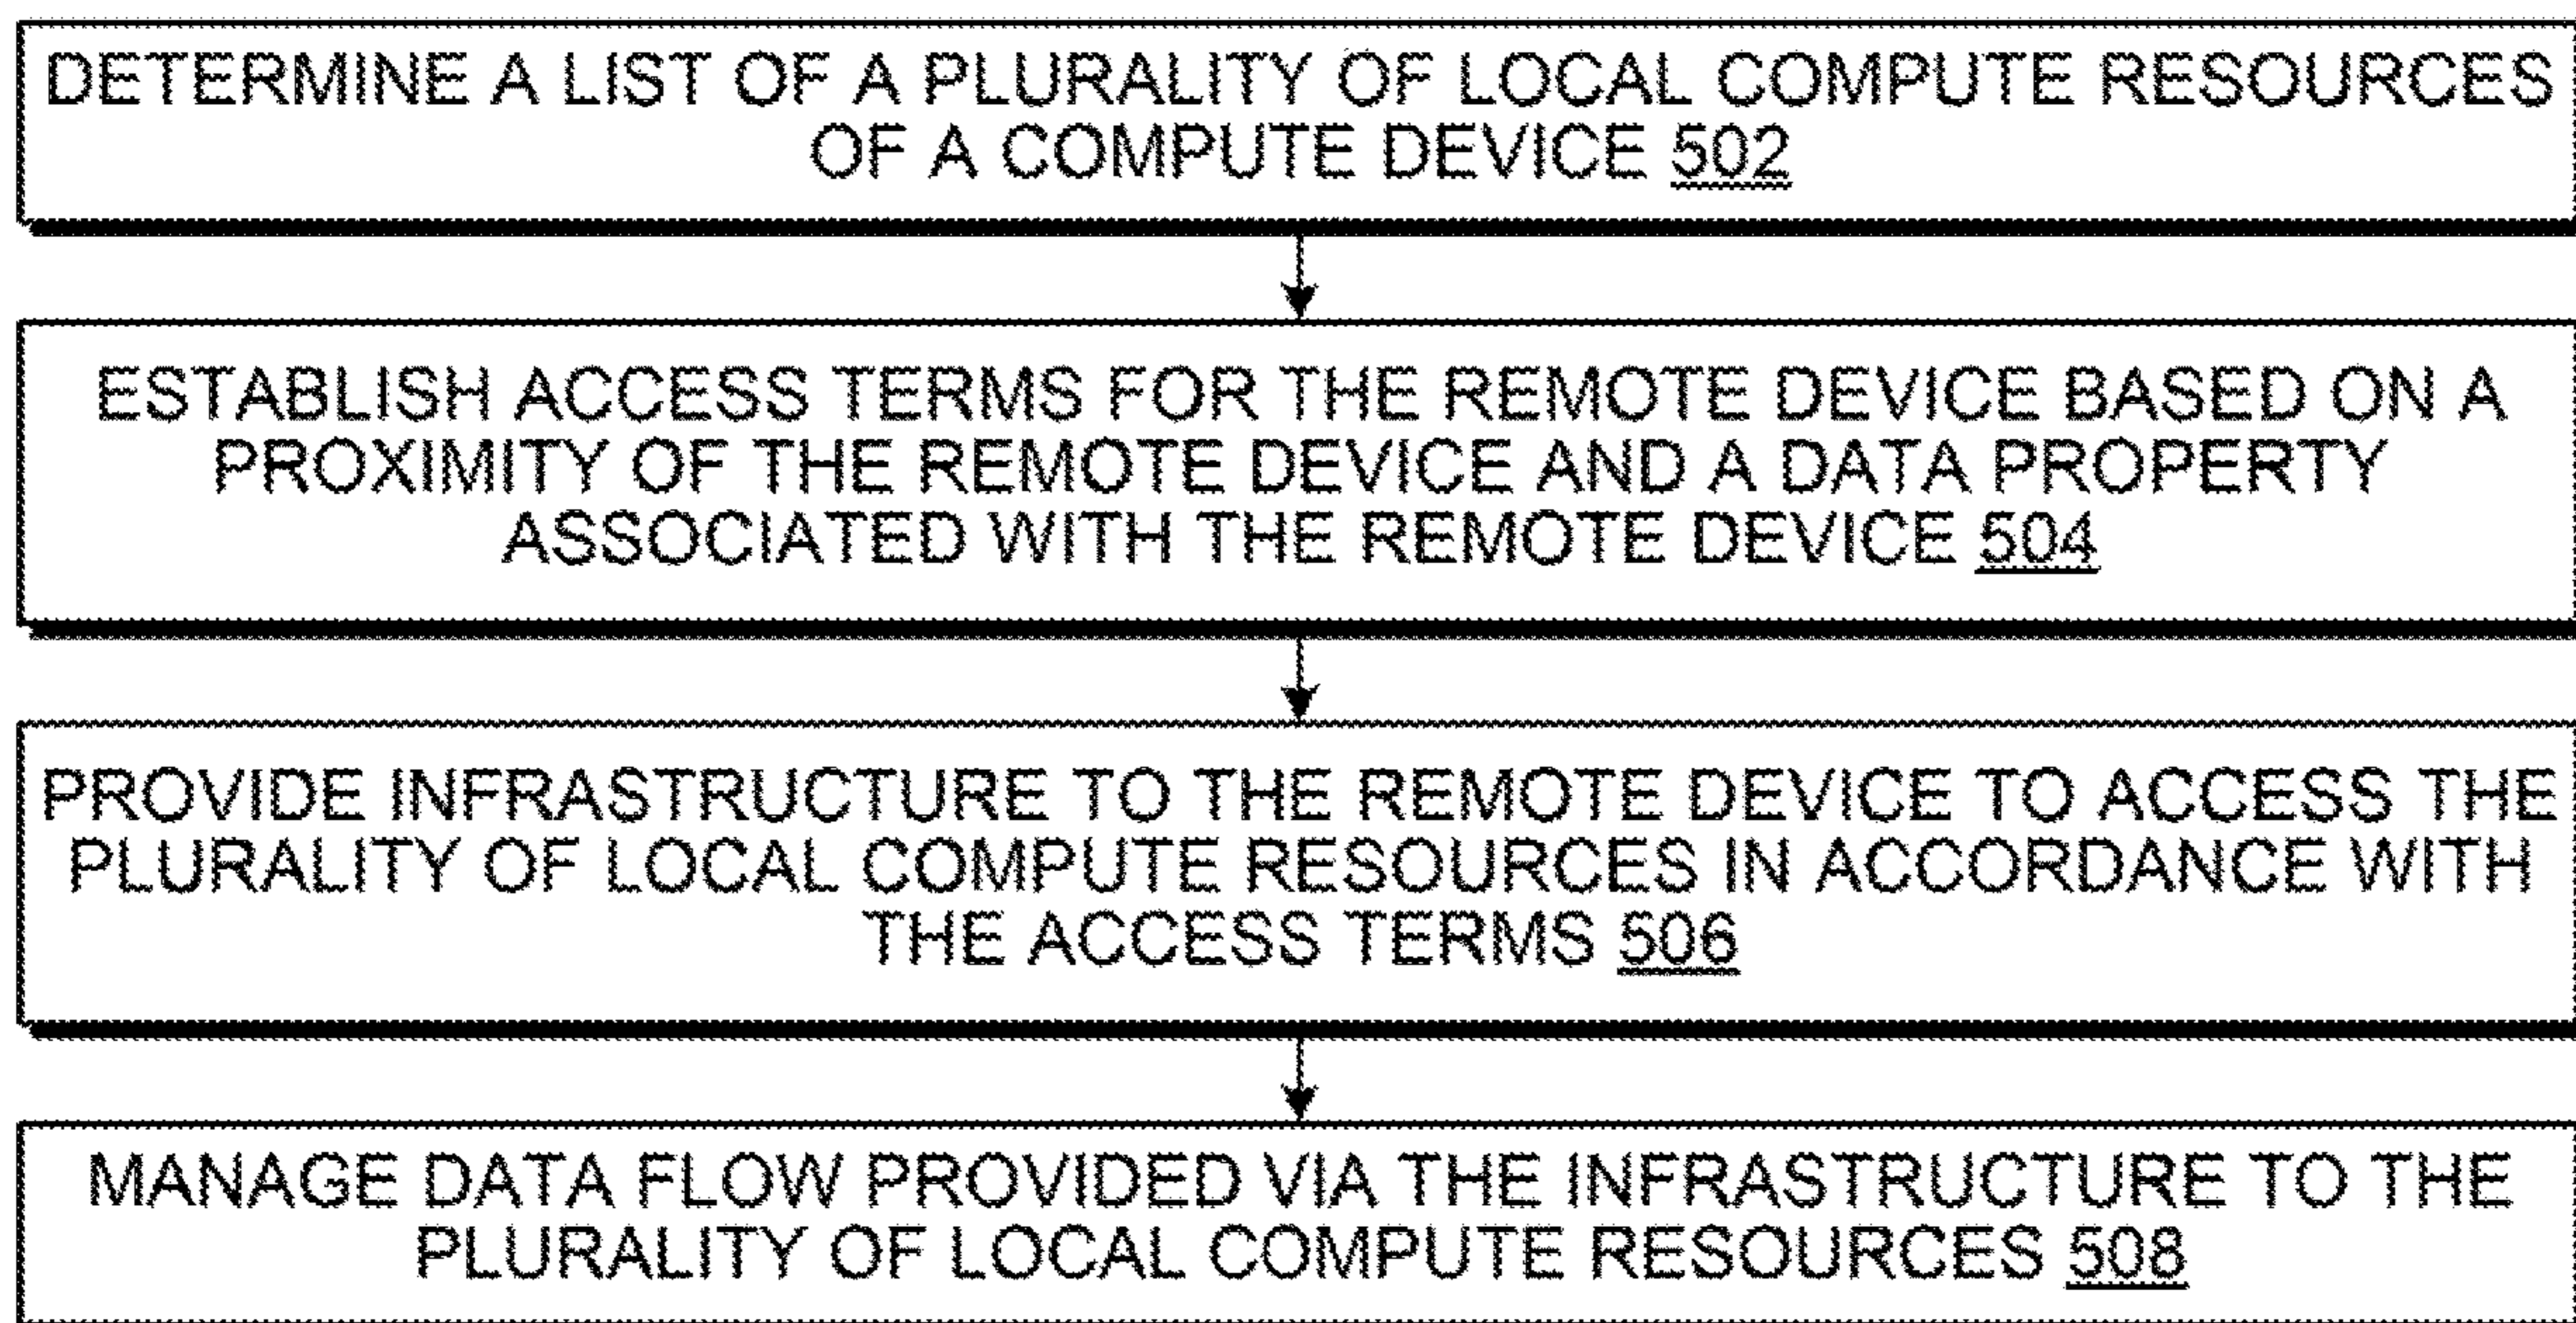 DETERMINE A LIST OF A PLURALITY OF LOCAL COMPUTE RESOURCES
OF A COMPUTE DEVICE 502
ESTABLISH ACCESS TERMS FOR THE REMOTE DEVICE BASED ON A
PROXIMITY OF THE REMOTE DEVICE AND A DATA PROPERTY
ASSOCIATED WITH THE REMOTE DEVICE 504
PROVIDE INFRASTRUCTURE TO THE REMOTE DEVICE TO ACCESS THE
PLURALITY OF LOCAL COMPUTE RESOURCES IN ACCORDANCE WITH
THE ACCESS TERMS 506
MANAGE DATA FLOW PROVIDED VIA THE INFRASTRUCTURE TO THE
PLURALITY OF LOCAL COMPUTE RESOURCES 508